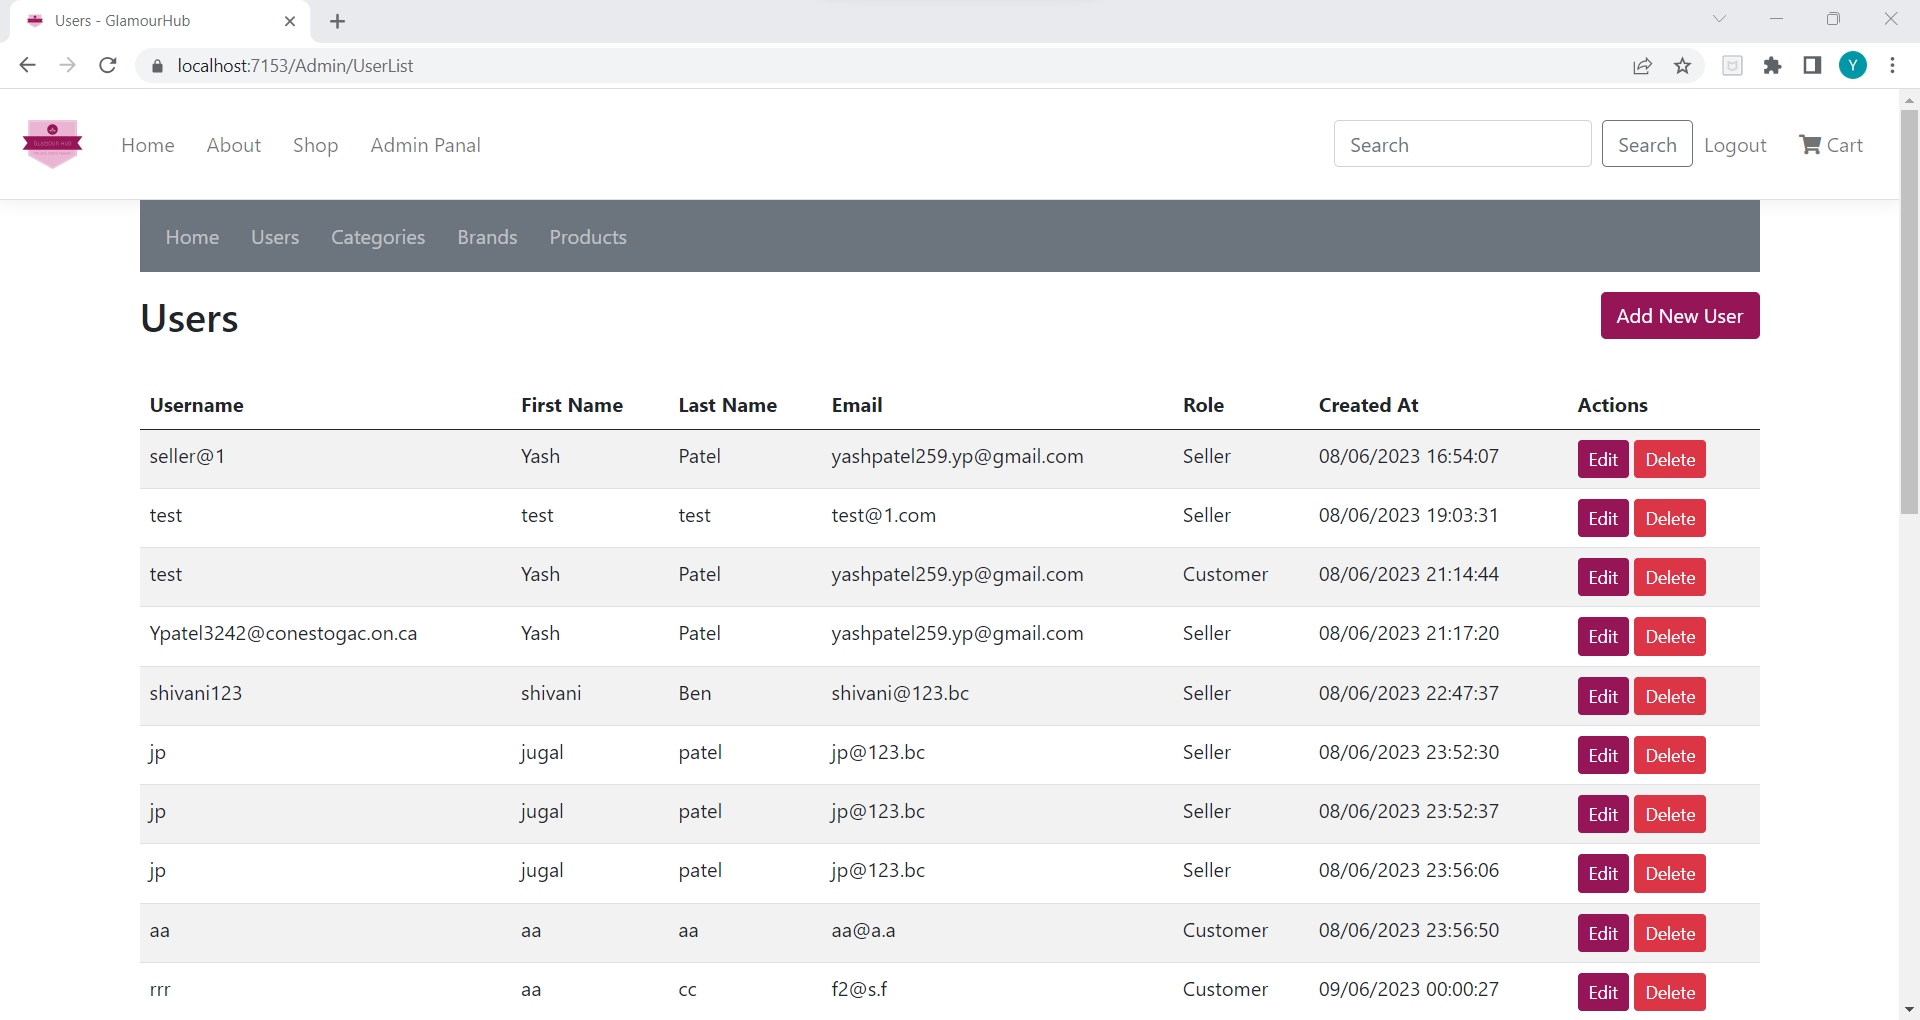 Users - GlamourHub
localhost:7153/Admin/UserList
Y
GLAMOUR HUB
Home About Shop Admin Panal Search Search Logout Cart
Home Users Categories Brands Products
Users Add New User
Username First Name Last Name Email Role Created At Actions
seller@1 Yash Patel yashpatel259.yp@gmail.com Seller 08/06/2023 16:54:07 Edit Delete
test test test test@1.com Seller 08/06/2023 19:03:31 Edit Delete
test Yash Patel yashpatel259.yp@gmail.com Customer 08/06/2023 21:14:44 Edit Delete
Ypatel3242@conestogac.on.ca Yash Patel yashpatel259.yp@gmail.com Seller 08/06/2023 21:17:20 Edit Delete
shivani123 shivani Ben shivani@123.bc Seller 08/06/2023 22:47:37 Edit Delete
jp jugal patel jp@123.bc Seller 08/06/2023 23:52:30 Edit Delete
jp jugal patel jp@123.bc Seller 08/06/2023 23:52:37 Edit Delete
jp jugal patel jp@123.bc Seller 08/06/2023 23:56:06 Edit Delete
aa aa aa aa@a.a Customer 08/06/2023 23:56:50 Edit Delete
rrr aa cc f2@s.f Customer 09/06/2023 00:00:27 Edit Delete